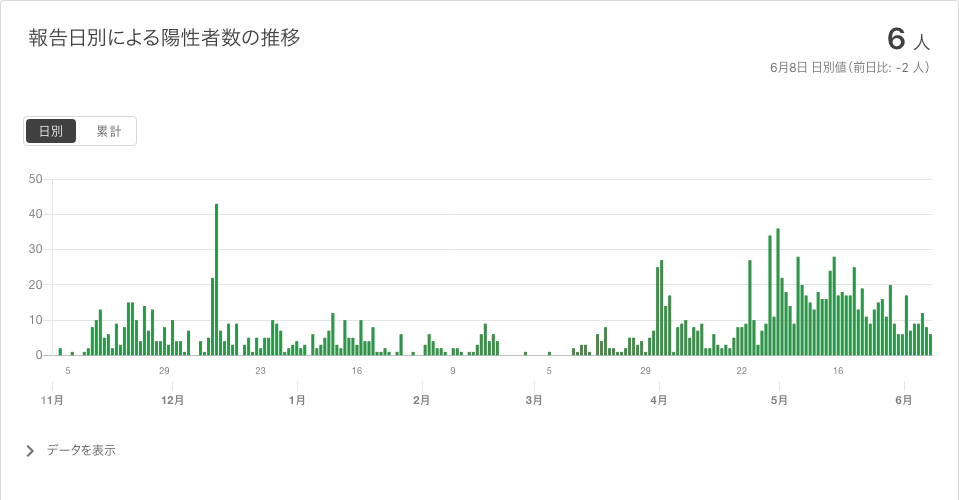 報告日別による陽性者数の推移
6 人
6月8日 日別値（前日比: -2 人）
日別 累計
50
40
30
20
10
0
5 29 23 16 9 5 29 22 16
11月 12月 1月 2月 3月 4月 5月 6月
データを表示